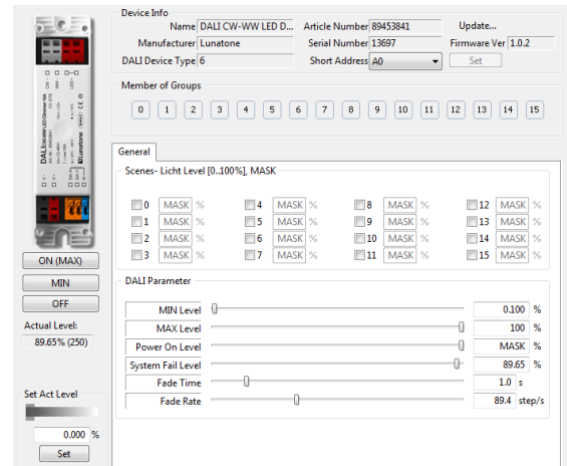 Device Info
Name DALI CW-WW LED D... Article Number 89453841 Update...
Manufacturer Lunatone Serial Number 13697 Firmware Ver 1.0.2
DALI Device Type 6 Short Address A0 Set
Member of Groups
0 1 2 3 4 5 6 7 8 9 10 11 12 13 14 15
General
Scenes- Licht Level [0..100%], MASK
0 MASK % 4 MASK % 8 MASK % 12 MASK %
1 MASK % 5 MASK % 9 MASK % 13 MASK %
2 MASK % 6 MASK % 10 MASK % 14 MASK %
3 MASK % 7 MASK % 11 MASK % 15 MASK %
DALI Parameter
MIN Level 0.100 %
MAX Level 100 %
Power On Level MASK %
System Fail Level 89.65 %
Fade Time 1.0 s
Fade Rate 89.4 step/s
DALI
Lunatone
ON (MAX)
MIN
OFF
Actual Level:
89.65% (250)
Set Act Level
0.000 %
Set